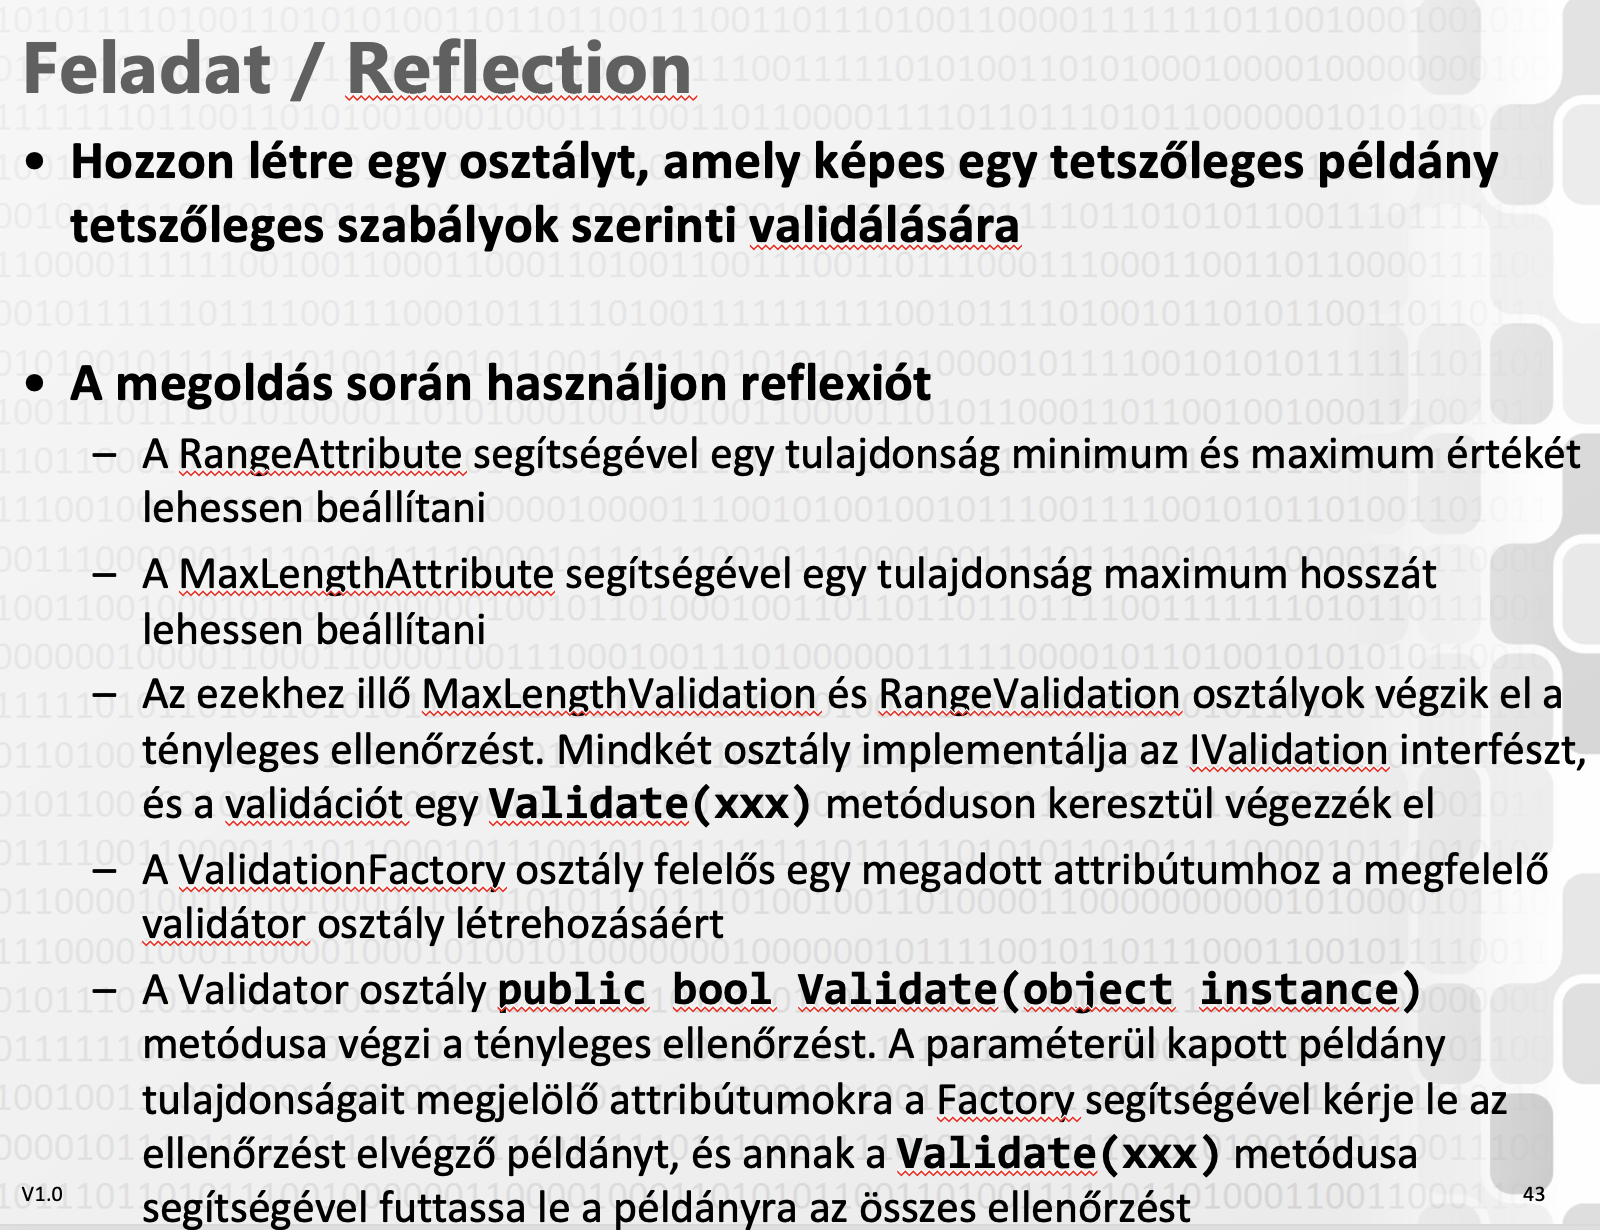 Feladat / Reflection
• Hozzon létre egy osztályt, amely képes egy tetszőleges példány
tetszőleges szabályok szerinti validálására
• A megoldás során használjon reflexiót
– A RangeAttribute segítségével egy tulajdonság minimum és maximum értékét
lehessen beállítani
– A MaxLengthAttribute segítségével egy tulajdonság maximum hosszát
lehessen beállítani
– Az ezekhez illő MaxLengthValidation és RangeValidation osztályok végzik el a
tényleges ellenőrzést. Mindkét osztály implementálja az IValidation interfészt,
és a validációt egy Validate(xxx) metóduson keresztül végezzék el
– A ValidationFactory osztály felelős egy megadott attribútumhoz a megfelelő
validátor osztály létrehozásáért
– A Validator osztály public bool Validate(object instance)
metódusa végzi a tényleges ellenőrzést. A paraméterül kapott példány
tulajdonságait megjelölő attribútumokra a Factory segítségével kérje le az
ellenőrzést elvégző példányt, és annak a Validate(xxx) metódusa
segítségével futtassa le a példányra az összes ellenőrzést
V1.0
43